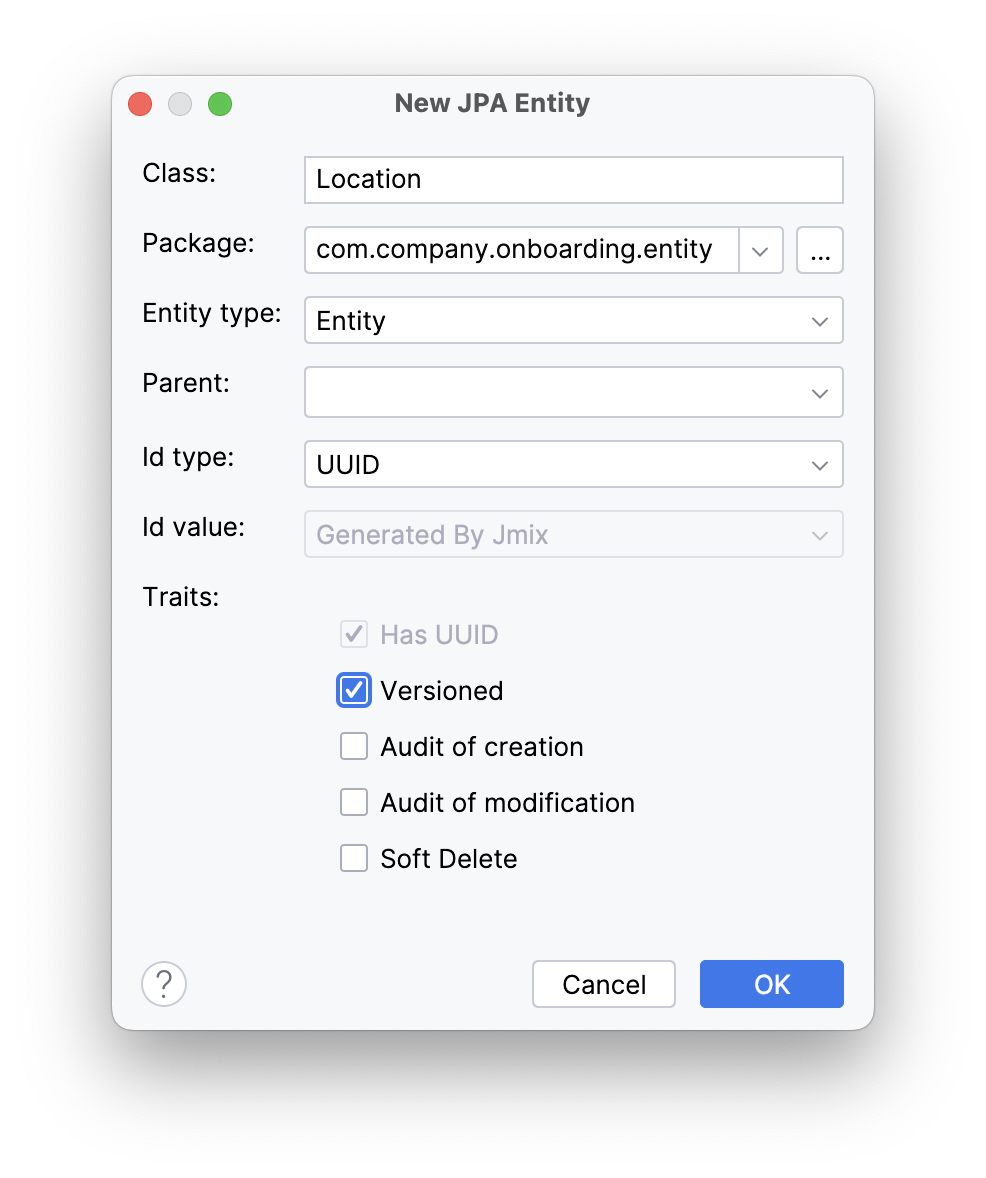 New JPA Entity
Class: Location
Package: com.company.onboarding.entity ...
Entity type: Entity
Parent:
Id type: UUID
Id value: Generated By Jmix
Traits:
Has UUID
Versioned
Audit of creation
Audit of modification
Soft Delete
? Cancel OK